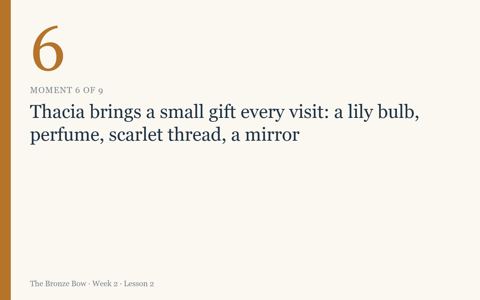 6
MOMENT 6 OF 9
Thacia brings a small gift every visit: a lily bulb,
perfume, scarlet thread, a mirror
The Bronze Bow · Week 2 · Lesson 2